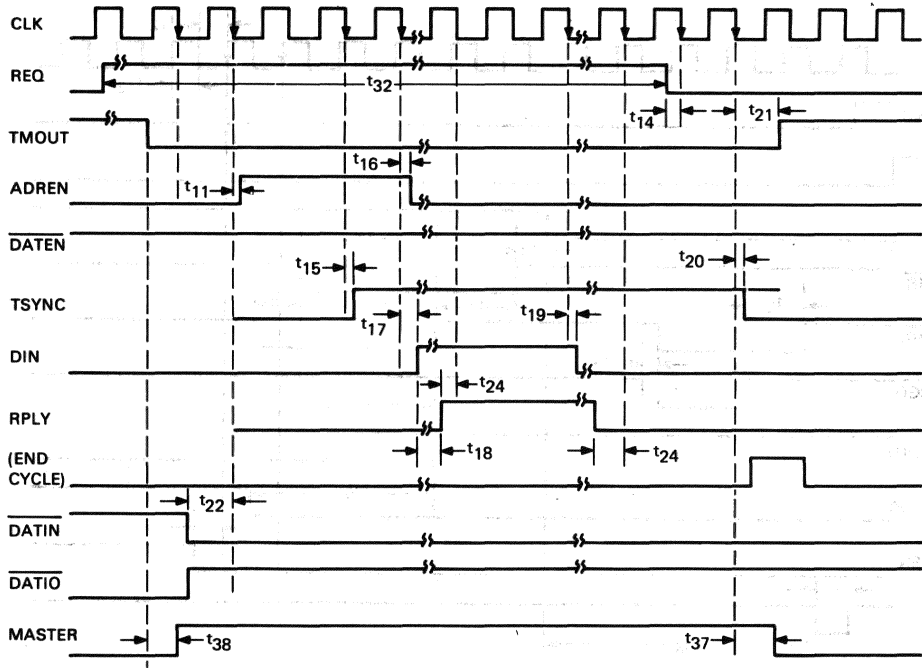 CLK
REQ
t32
t14
t21
TMOUT
t16
ADREN
t11
DATEN
t15
t20
TSYNC
t17
t19
DIN
t24
RPLY
t18
t24
(END
CYCLE)
t22
DATIN
DATIO
MASTER
t38
t37